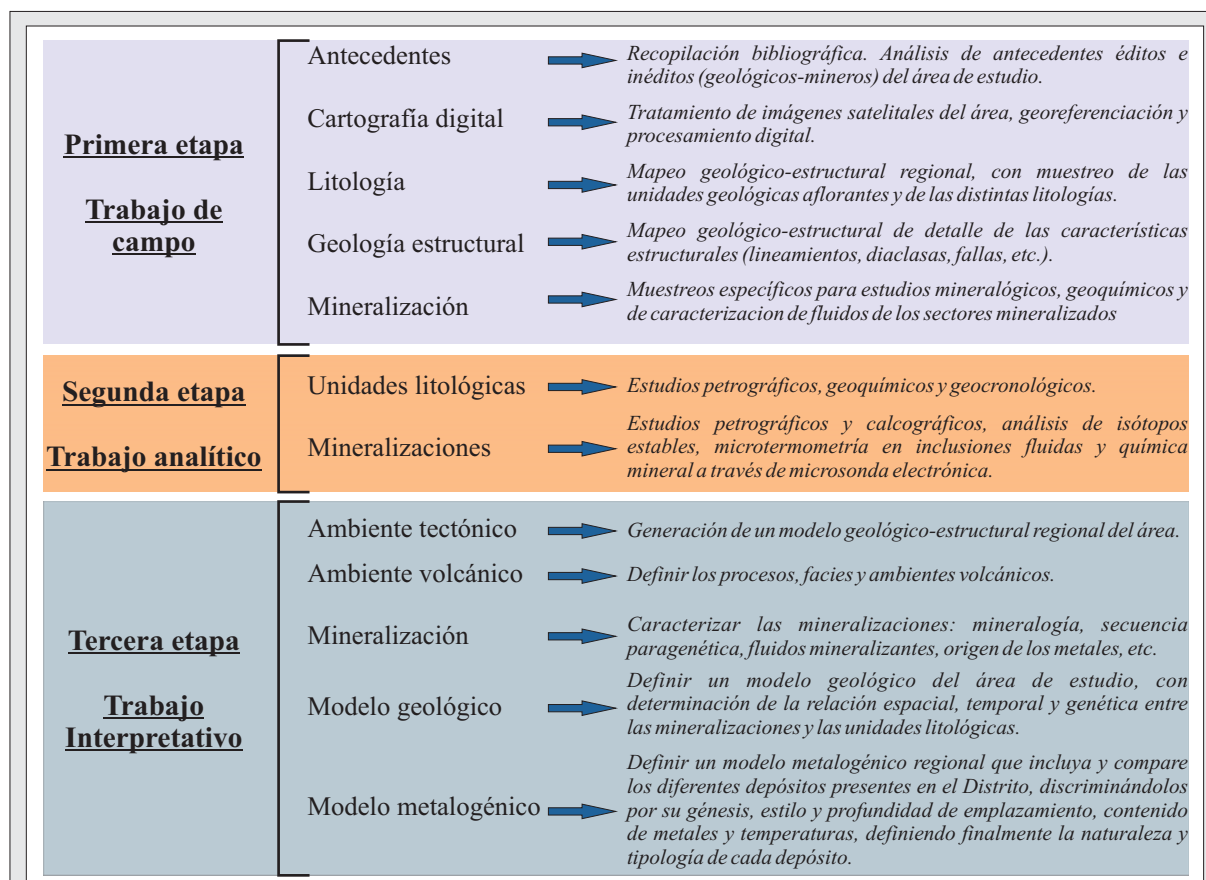 Primera etapa
Trabajo de
campo
Antecedentes
Recopilación bibliográfica. Análisis de antecedentes éditos e
inéditos (geológicos-mineros) del área de estudio.
Cartografía digital
Tratamiento de imágenes satelitales del área, georeferenciación y
procesamiento digital.
Litología
Mapeo geológico-estructural regional, con muestreo de las
unidades geológicas aflorantes y de las distintas litologías.
Geología estructural
Mapeo geológico-estructural de detalle de las características
estructurales (lineamientos, diaclasas, fallas, etc.).
Mineralización
Muestreos específicos para estudios mineralógicos, geoquímicos y
de caracterizacion de fluidos de los sectores mineralizados
Segunda etapa
Trabajo analítico
Unidades litológicas
Estudios petrográficos, geoquímicos y geocronológicos.
Mineralizaciones
Estudios petrográficos y calcográficos, análisis de isótopos
estables, microtermometría en inclusiones fluidas y química
mineral a través de microsonda electrónica.
Tercera etapa
Trabajo
Interpretativo
Ambiente tectónico
Generación de un modelo geológico-estructural regional del área.
Ambiente volcánico
Definir los procesos, facies y ambientes volcánicos.
Mineralización
Caracterizar las mineralizaciones: mineralogía, secuencia
paragenética, fluidos mineralizantes, origen de los metales, etc.
Modelo geológico
Definir un modelo geológico del área de estudio, con
determinación de la relación espacial, temporal y genética entre
las mineralizaciones y las unidades litológicas.
Modelo metalogénico
Definir un modelo metalogénico regional que incluya y compare
los diferentes depósitos presentes en el Distrito, discriminándolos
por su génesis, estilo y profundidad de emplazamiento, contenido
de metales y temperaturas, definiendo finalmente la naturaleza y
tipología de cada depósito.